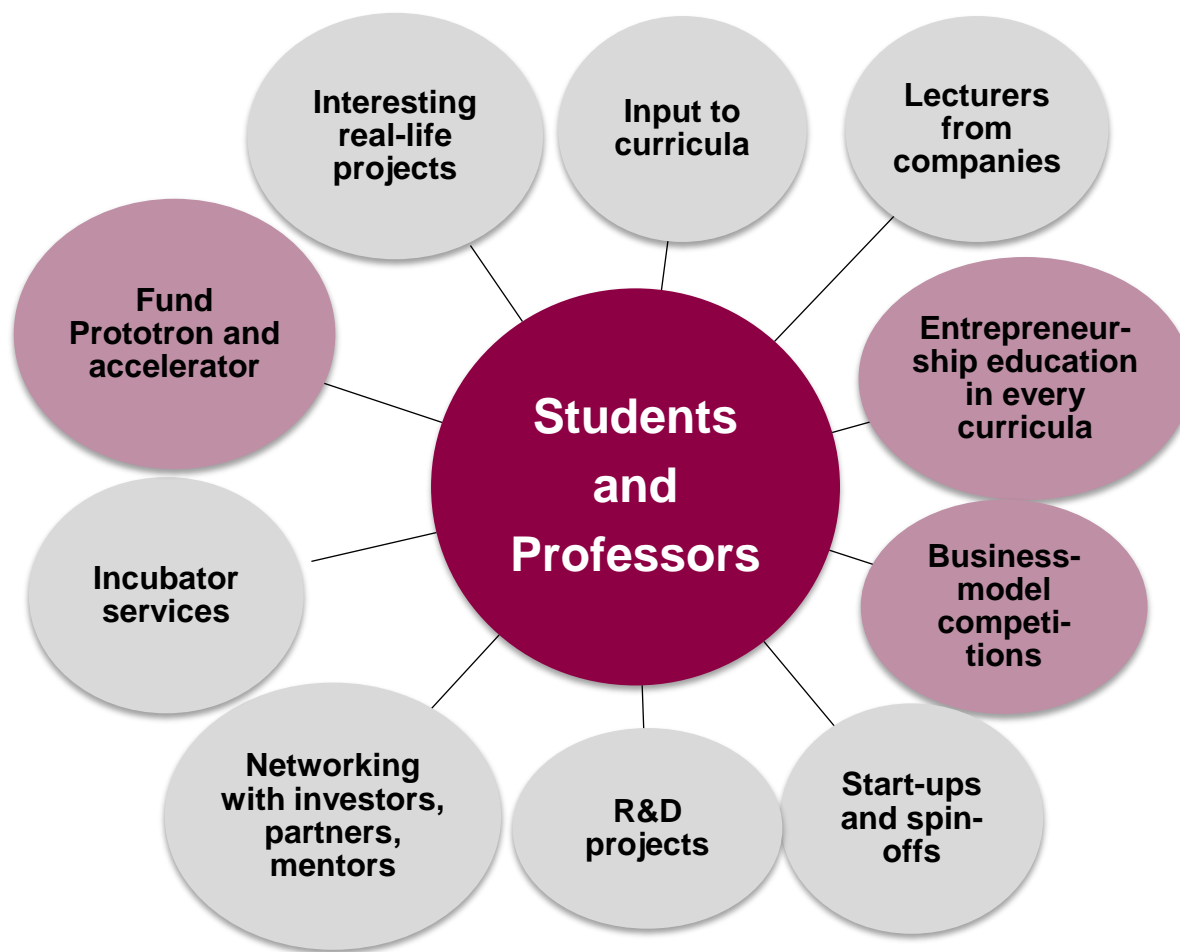 Interesting
real-life
projects
Input to
curricula
Lecturers
from
companies
Fund
Prototron and
accelerator
Entrepreneur-
ship education
in every
curricula
Students
and
Professors
Business-
model
competi-
tions
Incubator
services
Networking
with investors,
partners,
mentors
R&D
projects
Start-ups
and spin-
offs